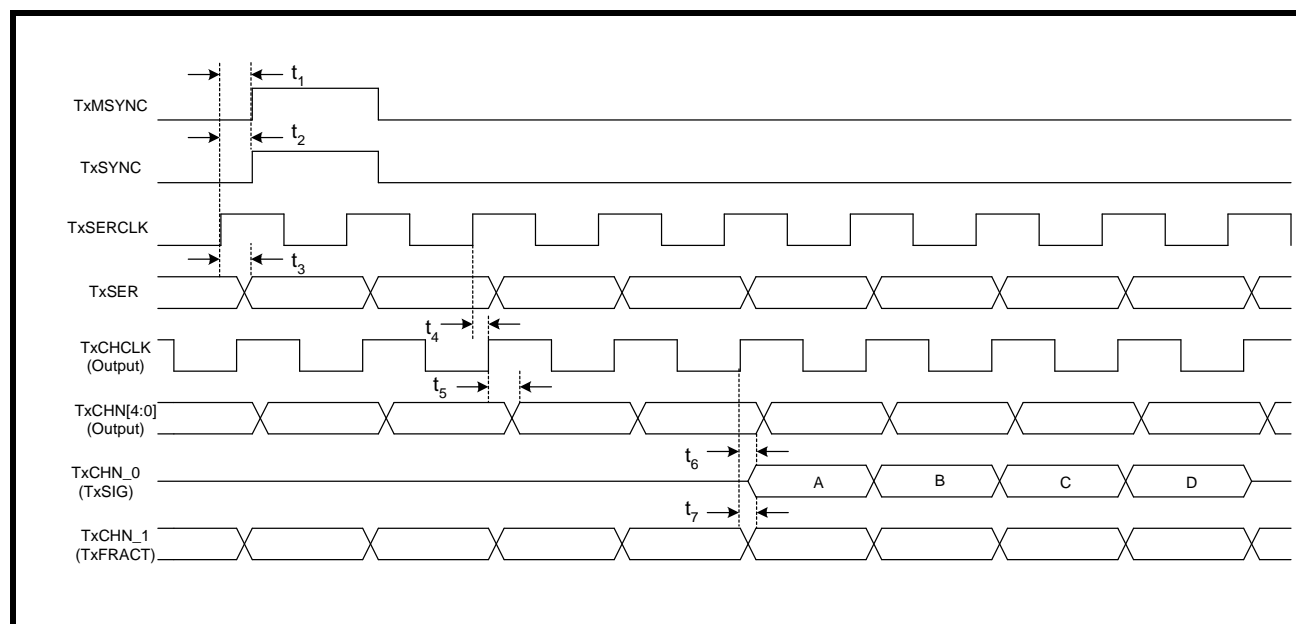 t1
TxMSYNC
t2
TxSYNC
TxSERCLK
t3
TxSER
t4
TxCHCLK
(Output)
t5
TxCHN[4:0]
(Output)
t6
TxCHN_0
(TxSIG)
A B C D
t7
TxCHN_1
(TxFRACT)